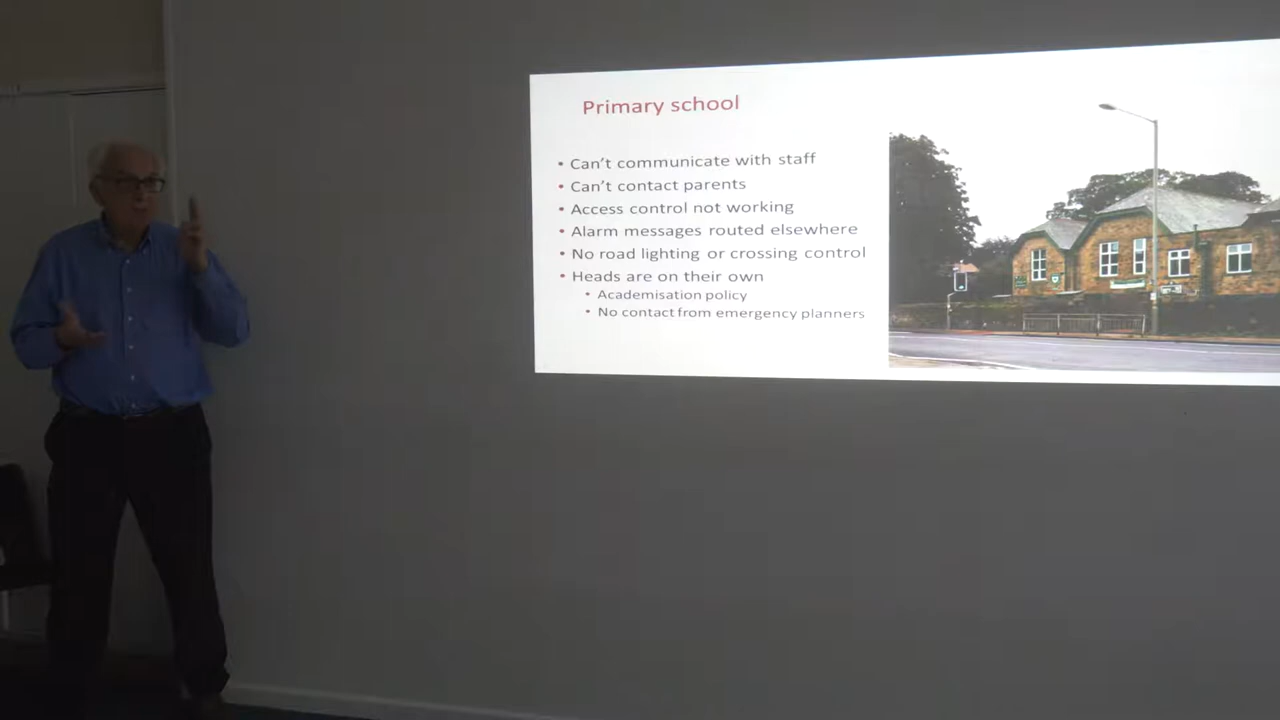 Primary school
• Can't communicate with staff
• Can't contact parents
• Access control not working
• Alarm messages routed elsewhere
• No road lighting or crossing control
• Heads are on their own
• Academisation policy
• No contact from emergency planners